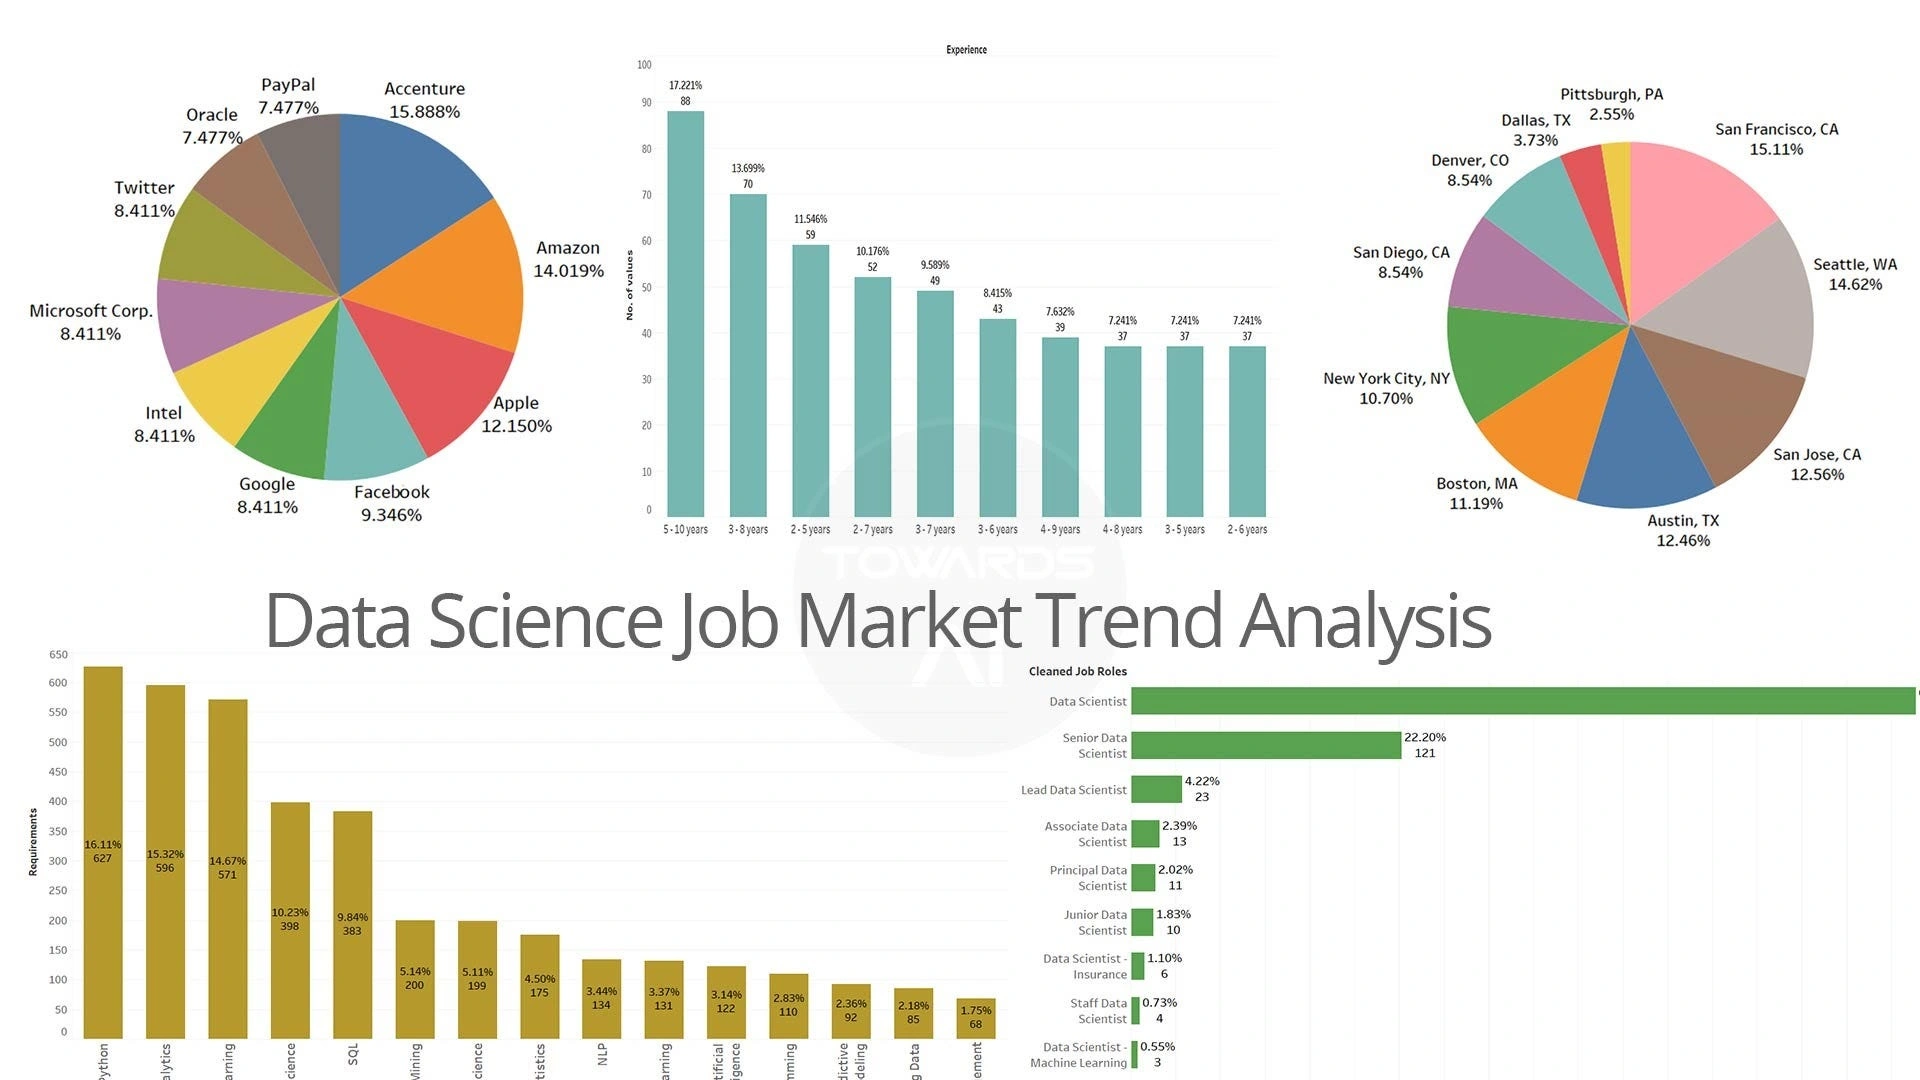 PayPal
7.477%
Accenture
15.888%
Oracle
7.477%
Twitter
8.411%
Amazon
14.019%
Microsoft Corp.
8.411%
Intel
8.411%
Apple
12.150%
Google
8.411%
Facebook
9.346%
Experience
No. of values
100
90
80
70
60
50
40
30
20
10
0
17.221%
88
13.699%
70
11.546%
59
10.176%
52
9.589%
49
8.415%
43
7.632%
39
7.241%
37
7.241%
37
7.241%
37
5 - 10 years
3 - 8 years
2 - 5 years
2 - 7 years
3 - 7 years
3 - 6 years
4 - 9 years
4 - 8 years
3 - 5 years
2 - 6 years
Pittsburgh, PA
2.55%
Dallas, TX
3.73%
San Francisco, CA
15.11%
Denver, CO
8.54%
San Diego, CA
8.54%
Seattle, WA
14.62%
New York City, NY
10.70%
San Jose, CA
12.56%
Boston, MA
11.19%
Austin, TX
12.46%
TOWARDS
AI
Data Science Job Market Trend Analysis
Requirements
650
600
550
500
450
400
350
300
250
200
150
100
50
0
16.11%
627
15.32%
596
14.67%
571
10.23%
398
9.84%
383
5.14%
200
5.11%
199
4.50%
175
3.44%
134
3.37%
131
3.14%
122
2.83%
110
2.36%
92
2.18%
85
1.75%
68
Python
alytics
arning
cience
SQL
Mining
cience
tistics
NLP
arning
tificial
igence
mming
dictive
deling
g Data
ement
Cleaned Job Roles
Data Scientist
Senior Data
Scientist
22.20%
121
Lead Data Scientist
4.22%
23
Associate Data
Scientist
2.39%
13
Principal Data
Scientist
2.02%
11
Junior Data
Scientist
1.83%
10
Data Scientist -
Insurance
1.10%
6
Staff Data
Scientist
0.73%
4
Data Scientist -
Machine Learning
0.55%
3